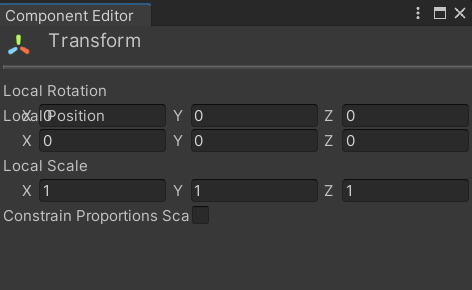 Component Editor
Transform
Local Rotation
Local Position
X 0 Y 0 Z 0
X 0 Y 0 Z 0
Local Scale
X 1 Y 1 Z 1
Constrain Proportions Sca